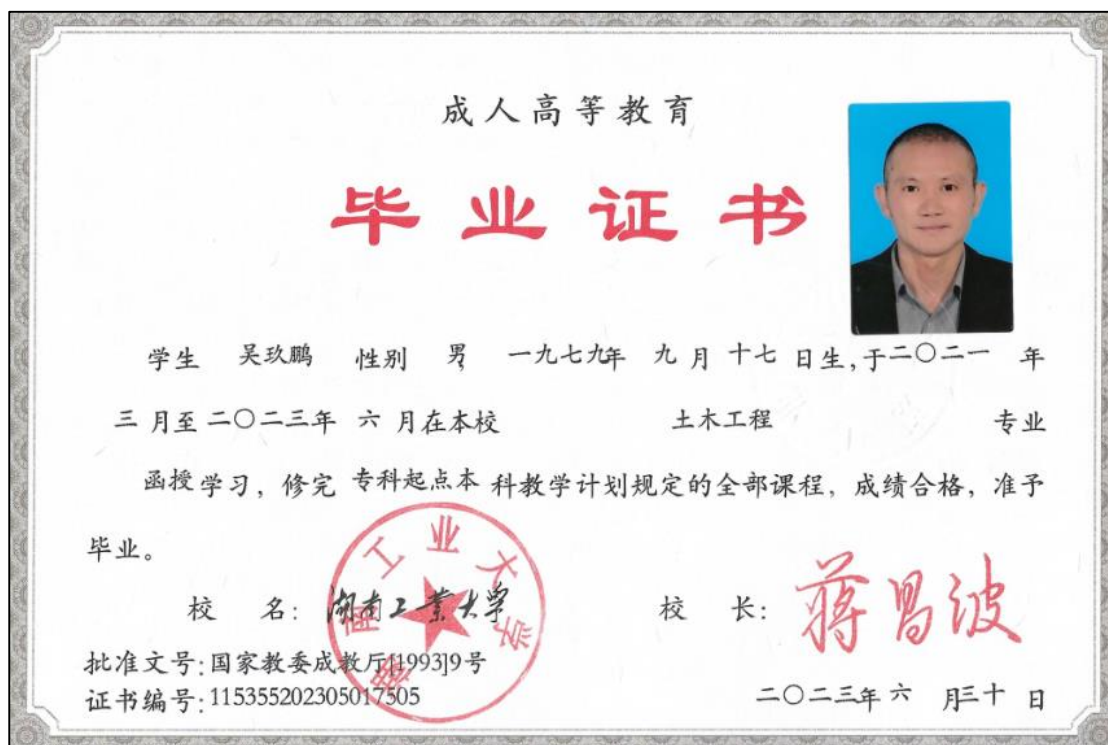 成人高等教育
毕业证书
学生 吴玖鹏 性别 男 一九七九年 九月十七日生,于二〇二一 年
三月至二〇二三年 六月在本校 土木工程 专业
函授学习,修完 专科起点本 科教学计划规定的全部课程,成绩合格,准予
毕业。
校 名: 湖南工业大学 校 长: 蒋昌波
湖南工业大学
批准文号:国家教委成教厅[1993]9号
证书编号:115355202305017505 二〇二三年 六 月三十 日